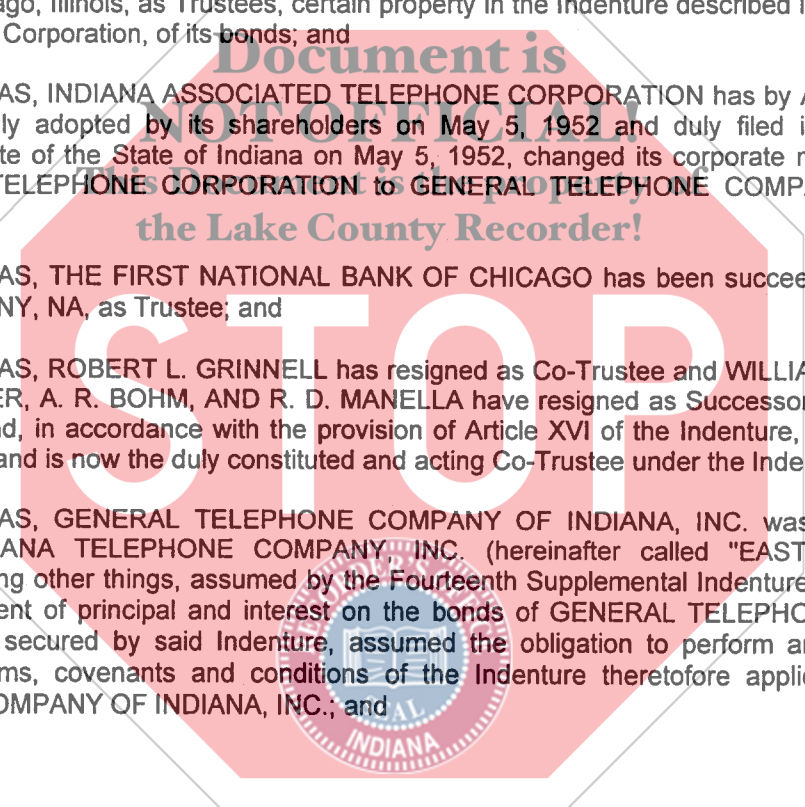 ago, Illinois, as Trustees, certain property in the Indenture described
Corporation, of its bonds; and
Document is
AS, INDIANA ASSOCIATED TELEPHONE CORPORATION has by
NOT OFFICIAL!
ly adopted by its shareholders on May 5, 1952 and duly filed
te of the State of Indiana on May 5, 1952, changed its corporate
This Document is the property of
TELEPHONE CORPORATION to GENERAL TELEPHONE COMPA
the Lake County Recorder!
AS, THE FIRST NATIONAL BANK OF CHICAGO has been succee
NY, NA, as Trustee; and
STOP
AS, ROBERT L. GRINNELL has resigned as Co-Trustee and WILLIA
ER, A. R. BOHM, AND R. D. MANELLA have resigned as Successor
d, in accordance with the provision of Article XVI of the Indenture,
and is now the duly constituted and acting Co-Trustee under the Inde
AS, GENERAL TELEPHONE COMPANY OF INDIANA, INC. was
ANA TELEPHONE COMPANY, INC. (hereinafter called "EAST
ng other things, assumed by the Fourteenth Supplemental Indenture
ent of principal and interest on the bonds of GENERAL TELEPHO
secured by said Indenture, assumed the obligation to perform
ms, covenants and conditions of the Indenture theretofore applic
OMPANY OF INDIANA, INC.; and
SEAL
INDIANA